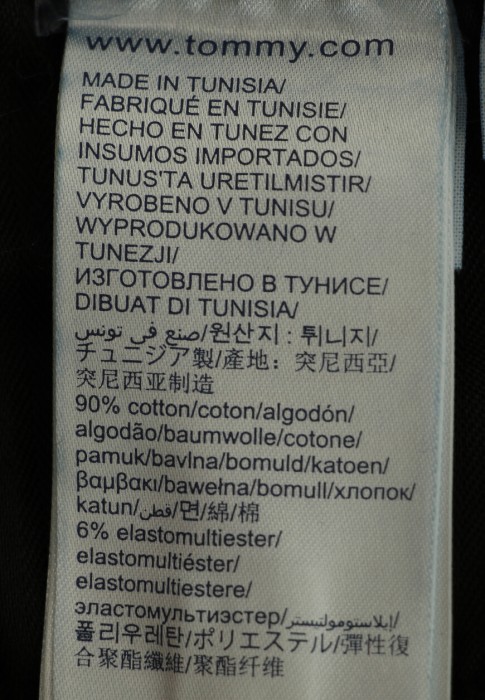 www.tommy.com
MADE IN TUNISIA/
FABRIQUÉ EN TUNISIE/
HECHO EN TUNEZ CON
INSUMOS IMPORTADOS/
TUNUS'TA URETILMISTIR/
VYROBENO V TUNISU/
WYPRODUKOWANO W
TUNEZJI/
ИЗГОТОВЛЕНО В ТУНИСЕ/
DIBUAT DI TUNISIA/
صنع في تونس/원산지 : 튀니지/
チュニジア製/產地：突尼西亞/
突尼西亚制造
90% cotton/coton/algodón/
algodão/baumwolle/cotone/
pamuk/bavlna/bomuld/katoen/
βαμβακι/bawełna/bomull/хлопок/
katun/قطن/면/綿/棉
6% elastomultiester/
elastomultiéster/
elastomultiestere/
эластомультиэстер/إيلاستومولتيستر/
폴리우레탄/ポリエステル/彈性復
合聚酯纖維/聚酯纤维